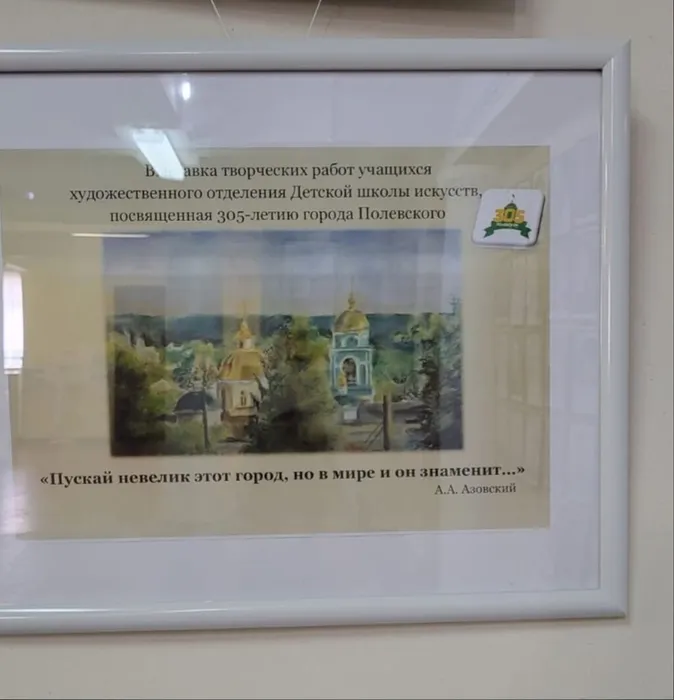 Выставка творческих работ учащихся
художественного отделения Детской школы искусств,
посвященная 305-летию города Полевского
305
«Пускай невелик этот город, но в мире и он знаменит...»
А.А. Азовский